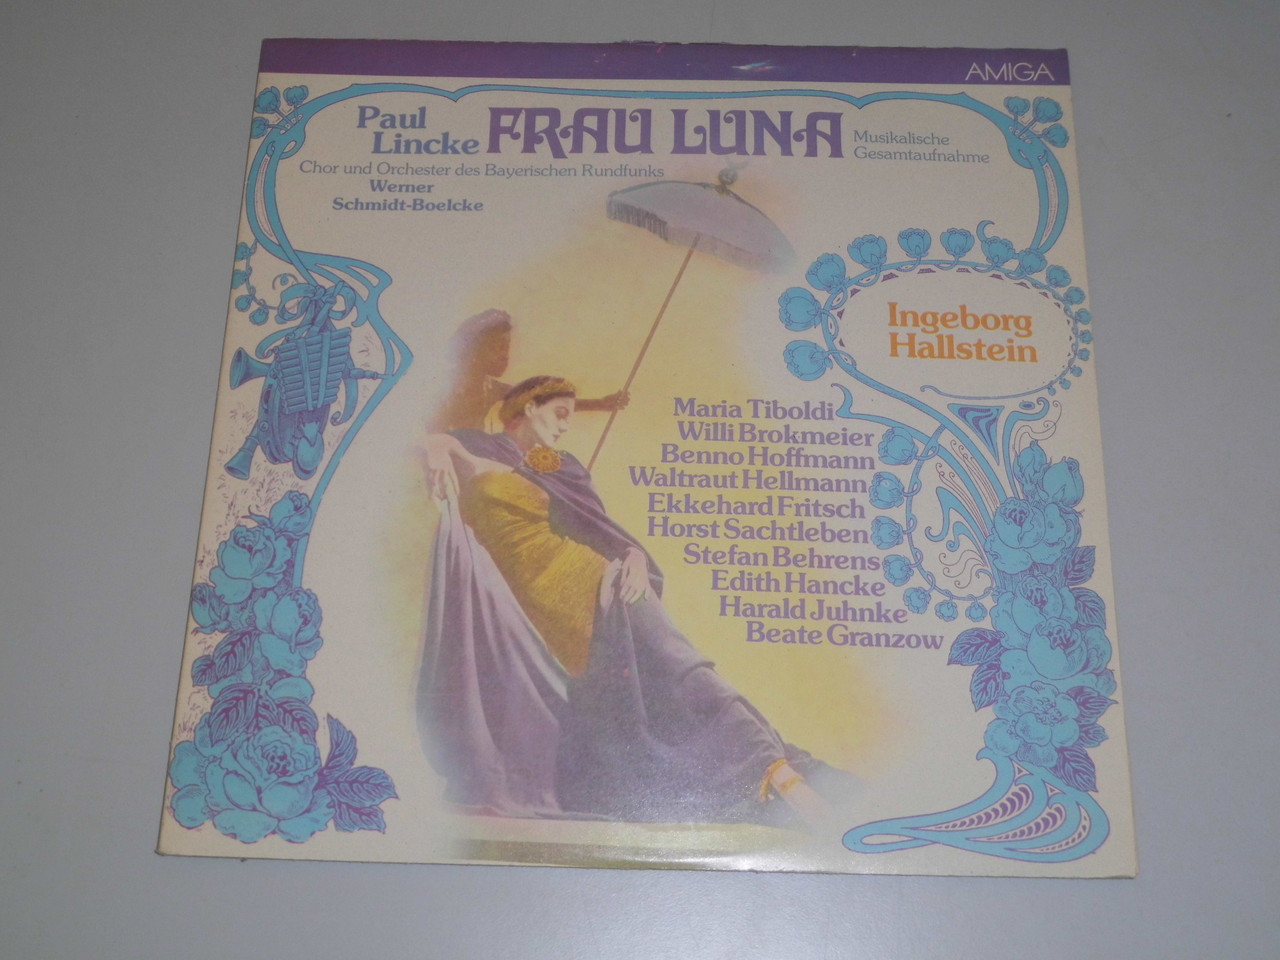 AMIGA
Paul
Lincke
FRAU LUNA
Musikalische
Gesamtaufnahme
Chor und Orchester des Bayerischen Rundfunks
Werner
Schmidt-Boelcke
Ingeborg
Hallstein
Maria Tiboldi
Willi Brokmeier
Benno Hoffmann
Waltraut Hellmann
Ekkehard Fritsch
Horst Sachtleben
Stefan Behrens
Edith Hancke
Harald Juhnke
Beate Granzow